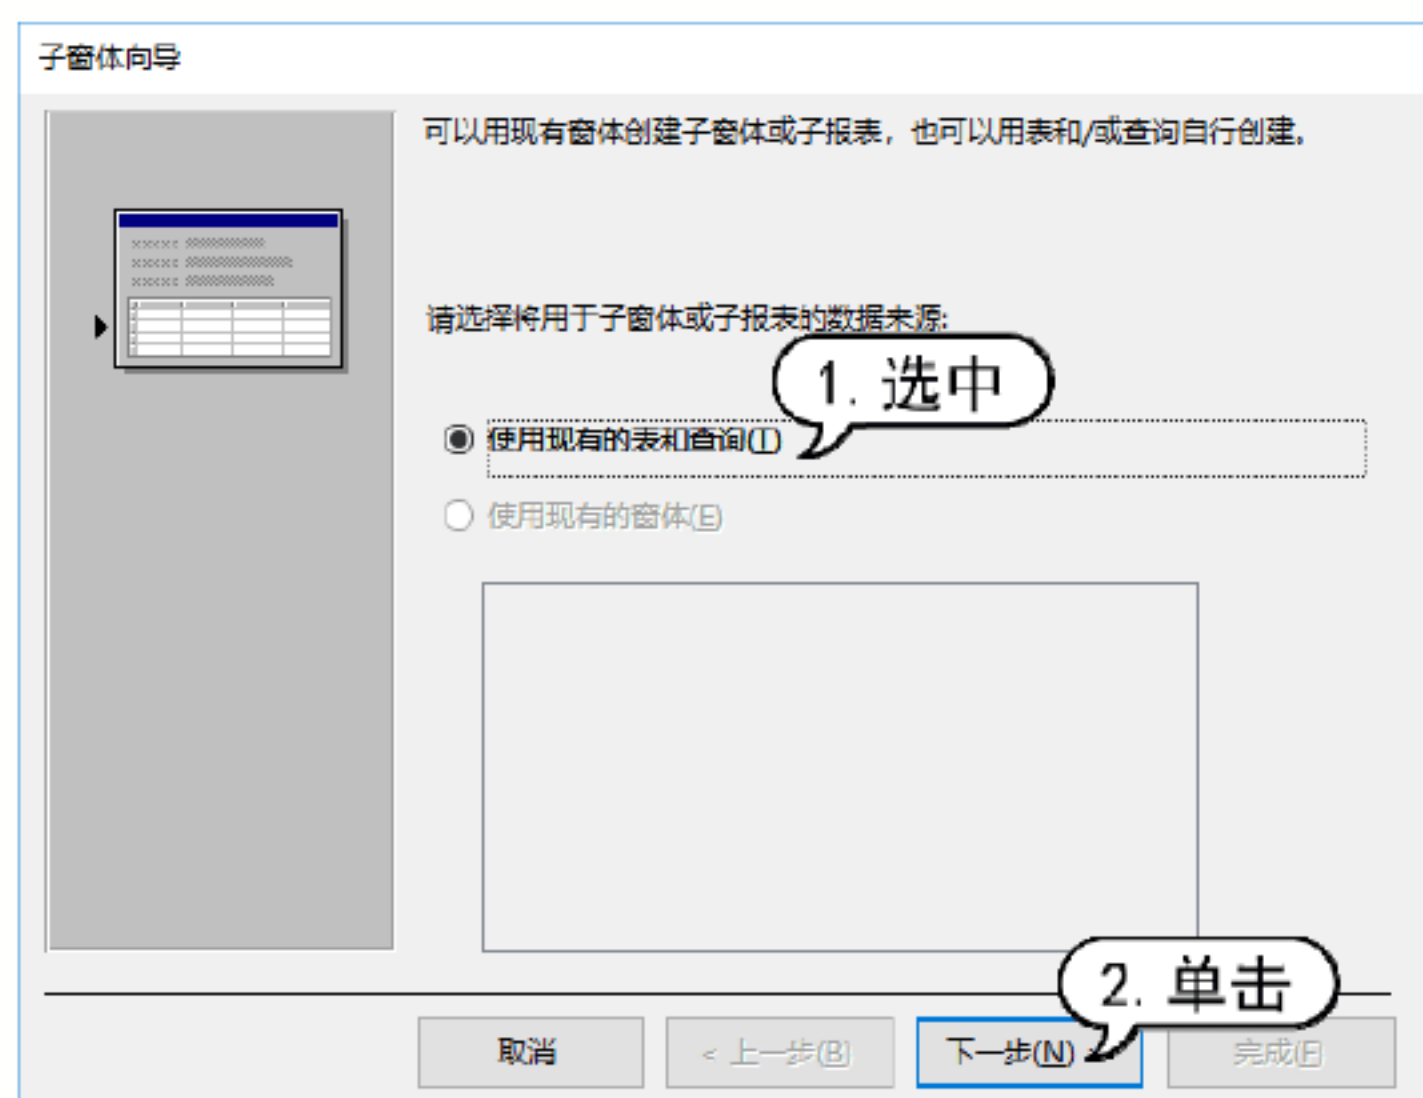 子窗体向导
可以用现有窗体创建子窗体或子报表，也可以用表和/或查询自行创建。
请选择将用于子窗体或子报表的数据来源:
1. 选中
使用现有的表和查询(T)
使用现有的窗体(E)
2. 单击
取消
< 上一步(B)
下一步(N)
完成(F)